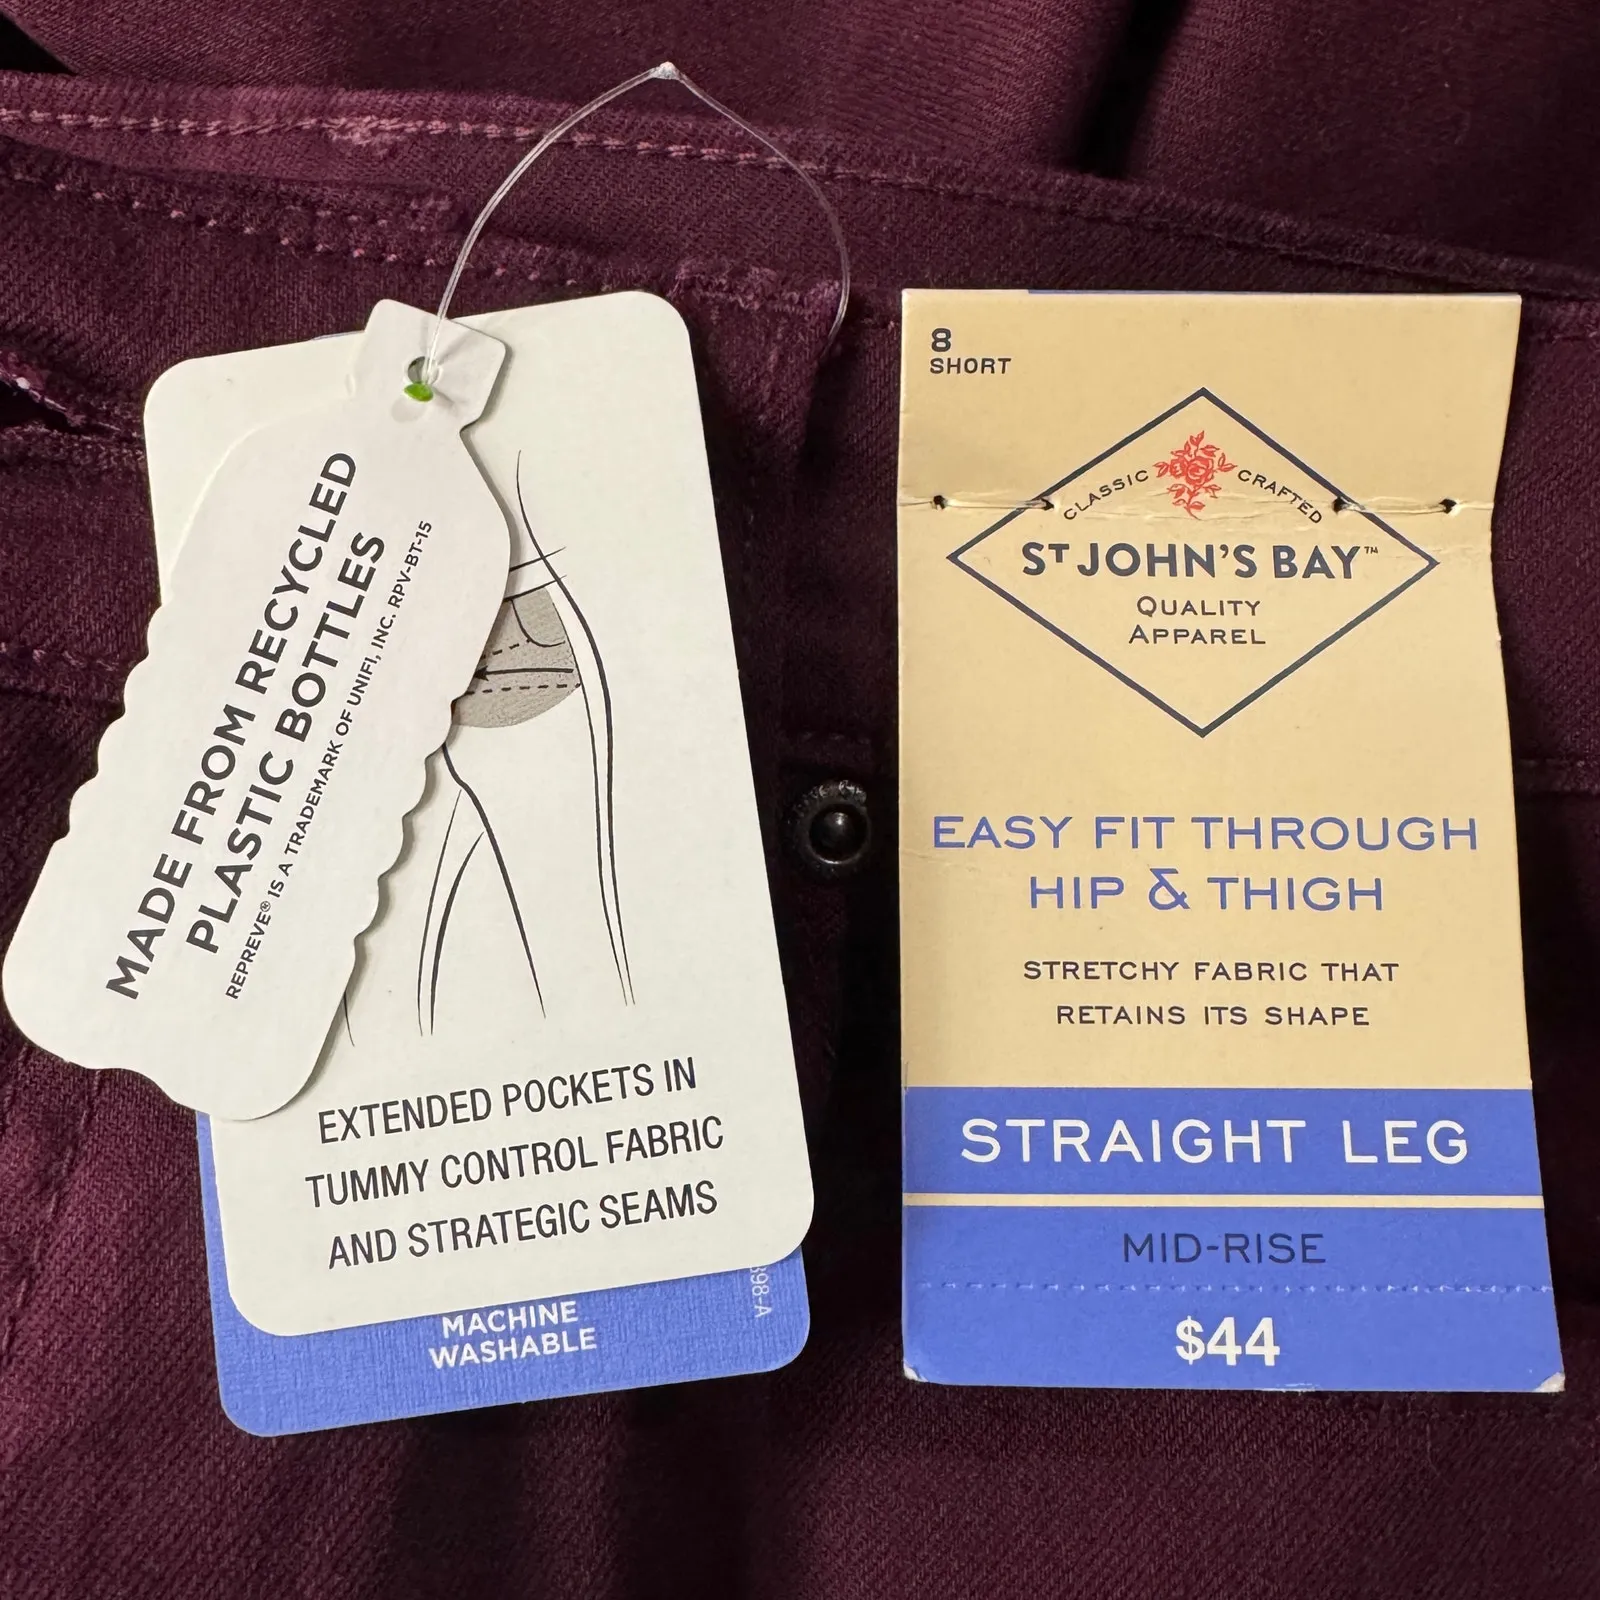 MADE FROM RECYCLED
PLASTIC BOTTLES
REPREVE® IS A TRADEMARK OF UNIFI, INC. RPV-BT-15
EXTENDED POCKETS IN
TUMMY CONTROL FABRIC
AND STRATEGIC SEAMS
MACHINE
WASHABLE
398-A
8
SHORT
CLASSIC CRAFTED
ST JOHN'S BAY™
QUALITY
APPAREL
EASY FIT THROUGH
HIP & THIGH
STRETCHY FABRIC THAT
RETAINS ITS SHAPE
STRAIGHT LEG
MID-RISE
$44